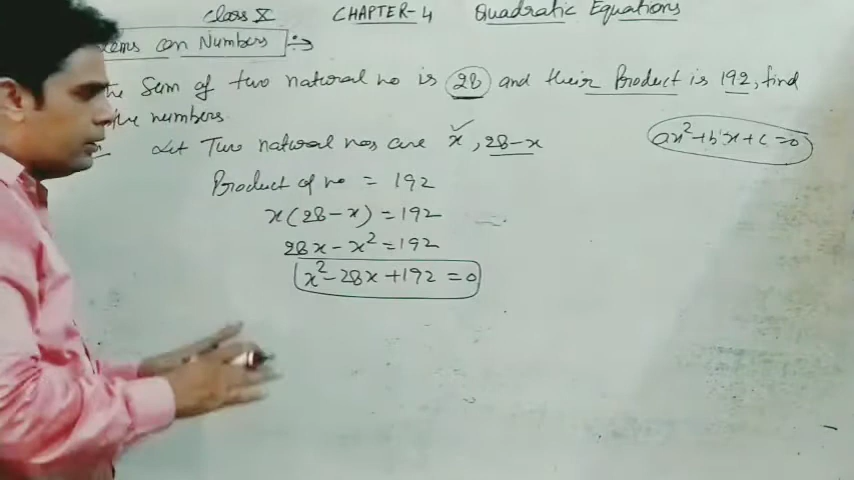 Class X CHAPTER-4 Quadratic Equations
ems on Numbers
the Sum of two natural no is 28 and their Product is 192, find
the numbers.
Let Two natural nos are x, 28-x
ax²+bx+c=0
Product of no = 192
x(28-x) = 192
28x - x² = 192
x² - 28x + 192 = 0